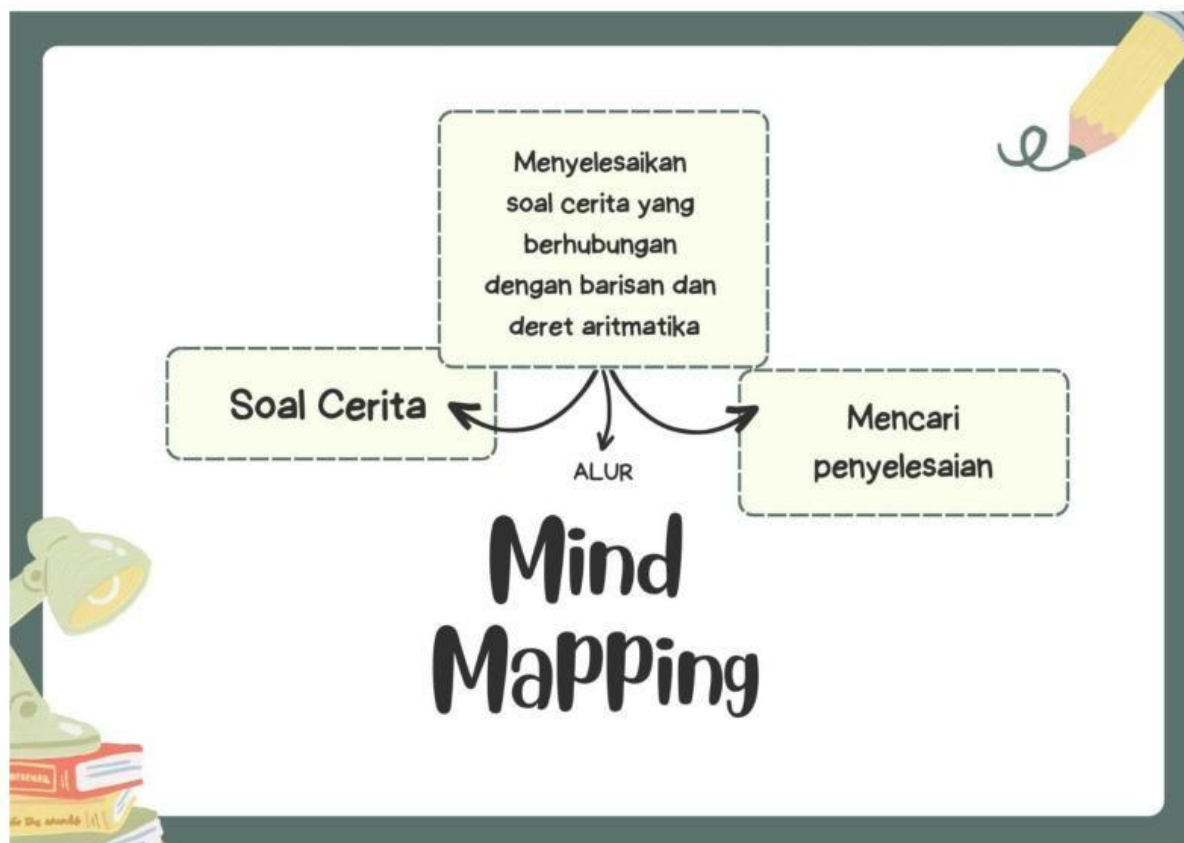 Menyelesaikan
soal cerita yang
berhubungan
dengan barisan dan
deret aritmatika
Soal Cerita
Mencari
penyelesaian
ALUR
Mind
Mapping